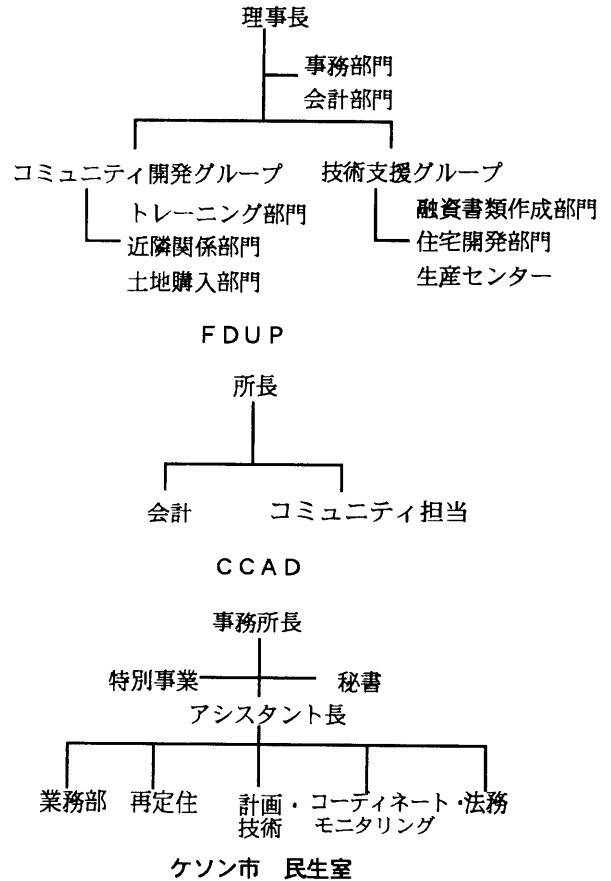 理事長
事務部門
会計部門
コミュニティ開発グループ
技術支援グループ
トレーニング部門
近隣関係部門
土地購入部門
融資書類作成部門
住宅開発部門
生産センター
FDUP
所長
会計
コミュニティ担当
CCAD
事務所長
特別事業
秘書
アシスタント長
業務部
再定住
計画・
技術
コーディネート・
モニタリング
法務
ケソン市 民生室